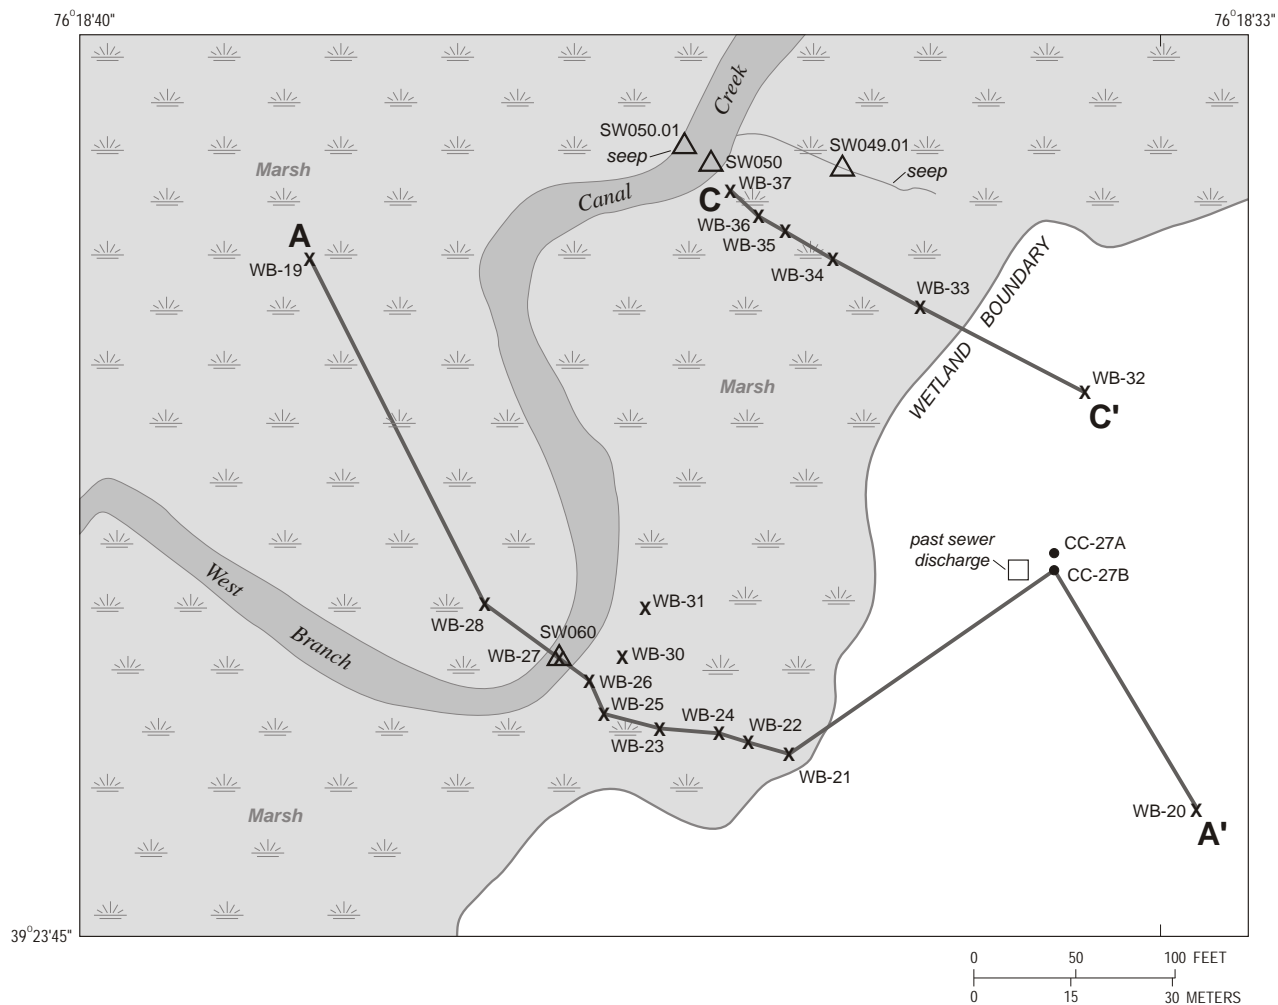 76°18'40"
76°18'33"
Creek
SW050.01
seep
SW050
SW049.01
seep
Marsh
Canal
C
WB-37
WB-36
WB-35
WB-34
A
WB-19
WB-33
WETLAND BOUNDARY
WB-32
C'
Marsh
past sewer
discharge
CC-27A
CC-27B
West
Branch
WB-28
WB-31
SW060
WB-27
WB-30
WB-26
WB-25
WB-24
WB-22
WB-23
WB-21
Marsh
WB-20
A'
39°23'45"
0 50 100 FEET
0 15 30 METERS